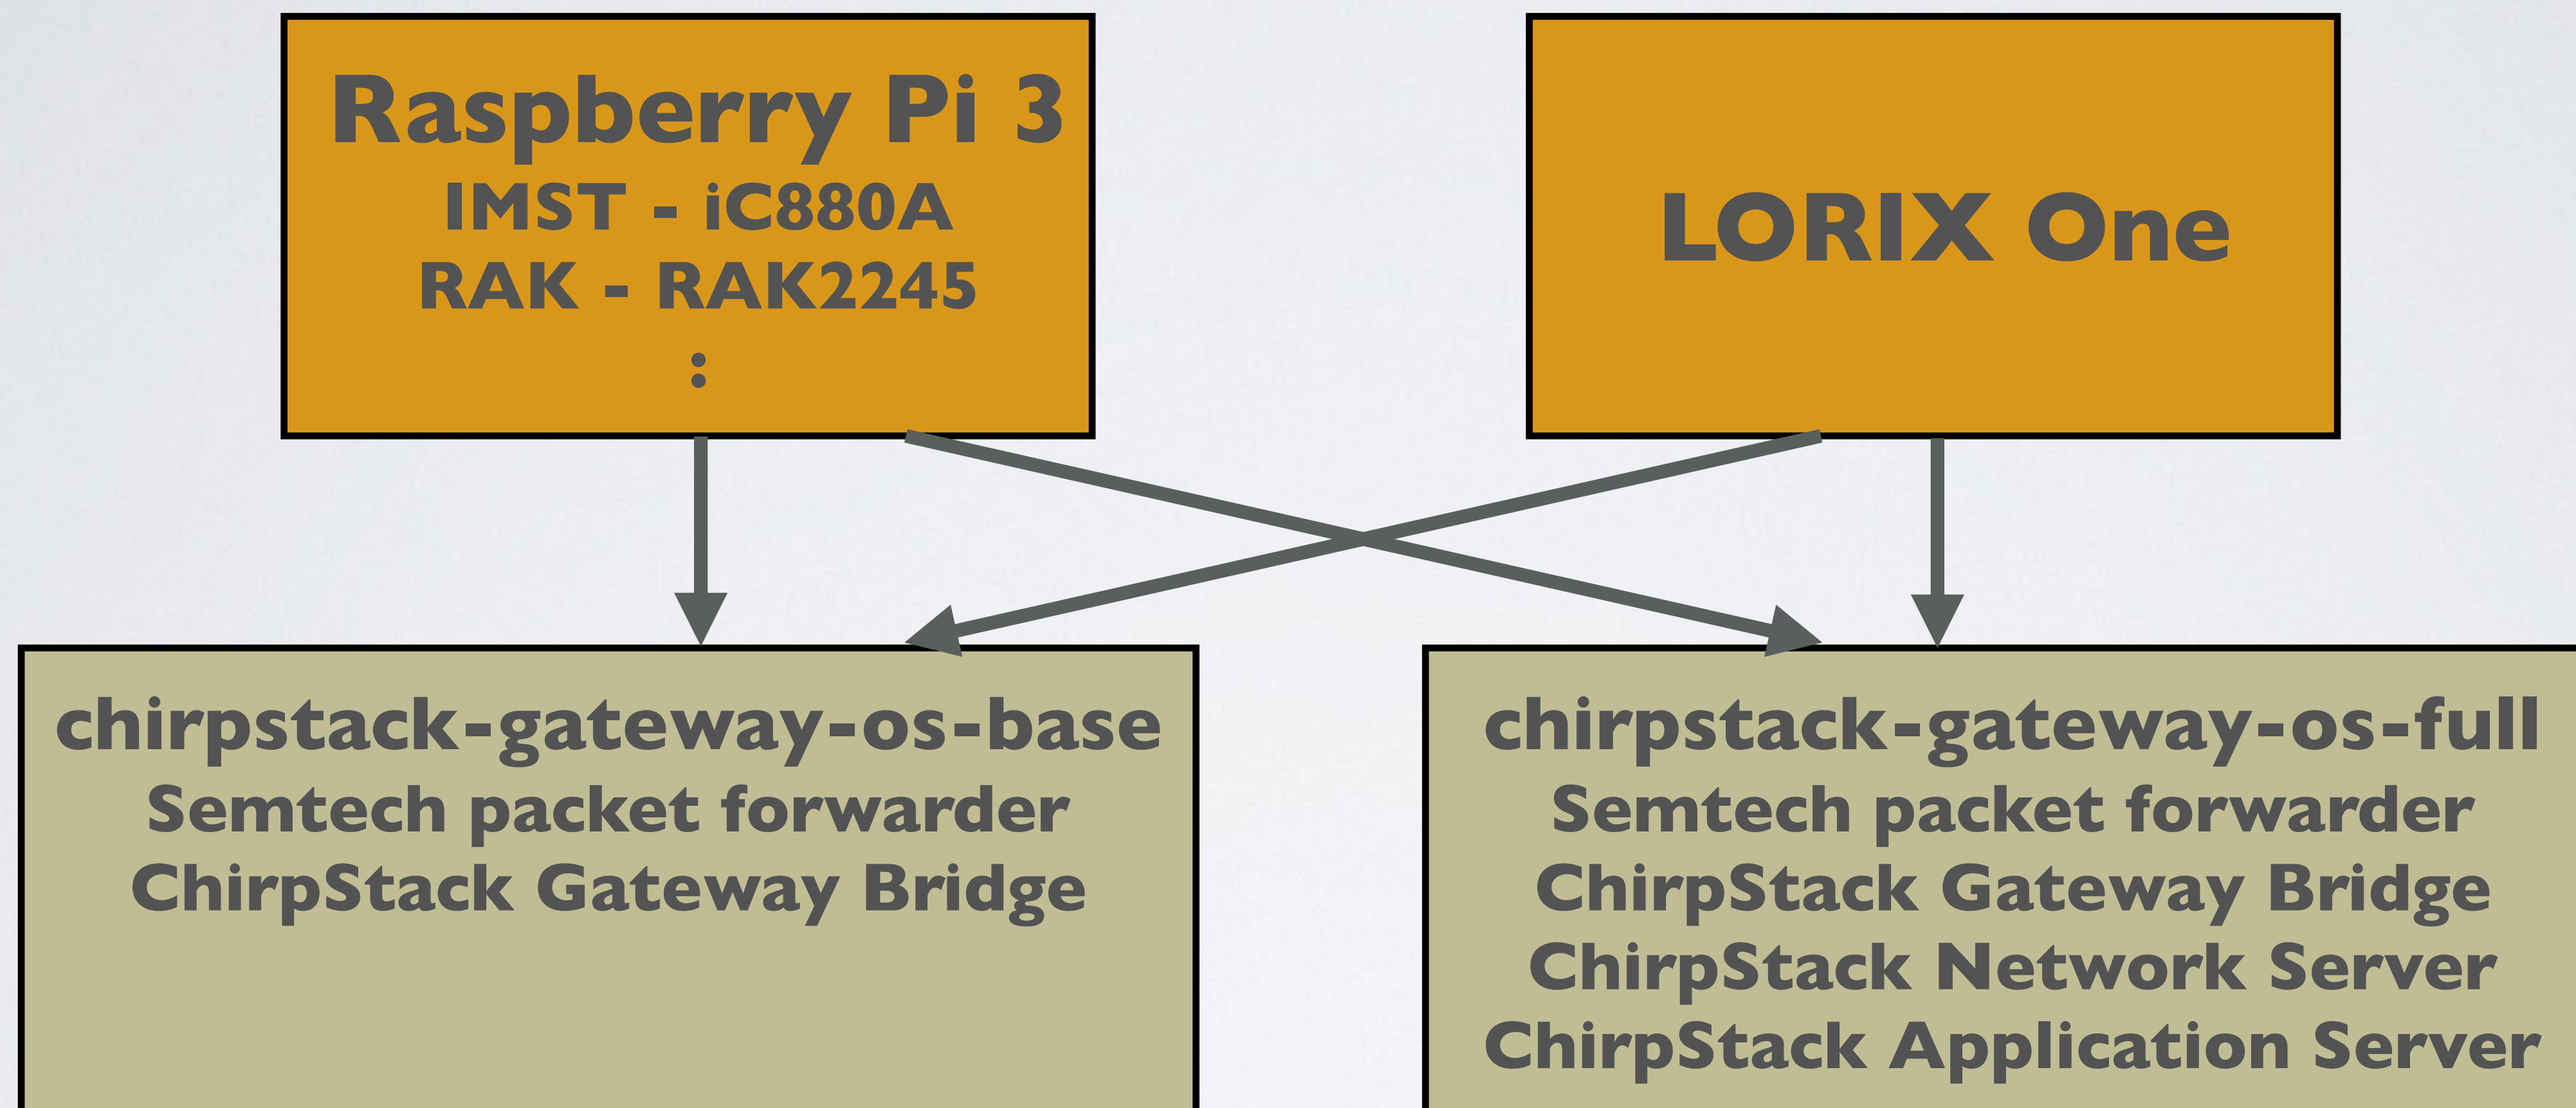 Raspberry Pi 3
IMST - iC880A
RAK - RAK2245
:
LORIX One
chirpstack-gateway-os-base
Semtech packet forwarder
ChirpStack Gateway Bridge
chirpstack-gateway-os-full
Semtech packet forwarder
ChirpStack Gateway Bridge
ChirpStack Network Server
ChirpStack Application Server